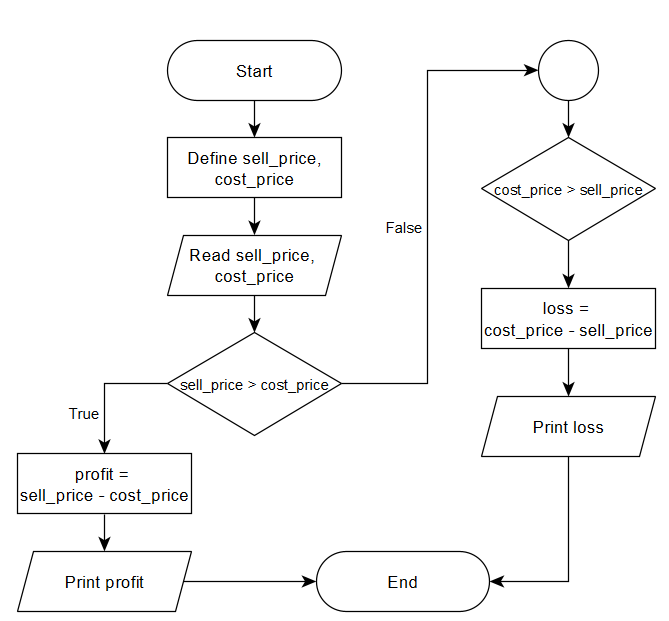 Start
Define sell_price,
cost_price
Read sell_price,
cost_price
sell_price > cost_price
True
profit =
sell_price - cost_price
Print profit
False
cost_price > sell_price
loss =
cost_price - sell_price
Print loss
End